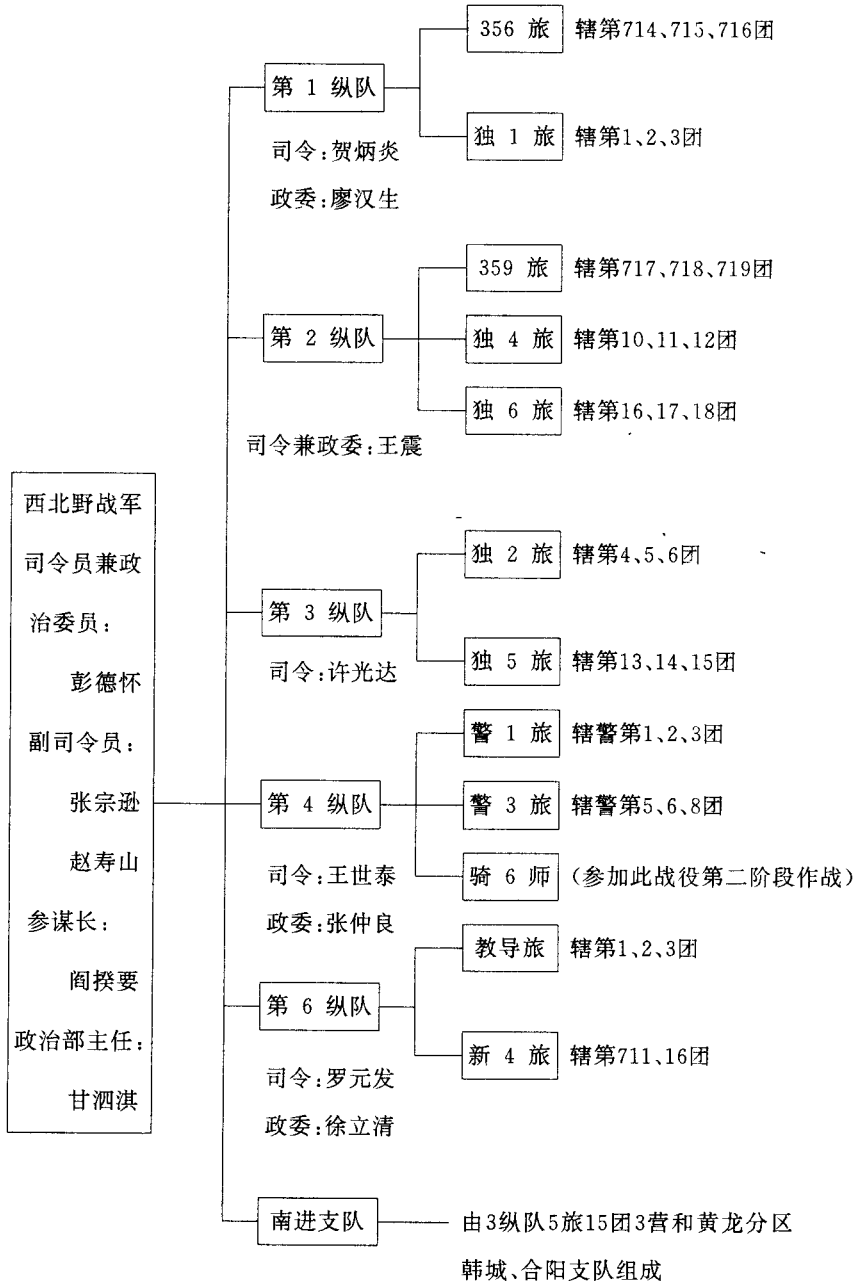 356 旅 辖第714、715、716团
第 1 纵队
独 1 旅 辖第1、2、3团
司令:贺炳炎
政委:廖汉生
359 旅 辖第717、718、719团
第 2 纵队
独 4 旅 辖第10、11、12团
独 6 旅 辖第16、17、18团
司令兼政委:王震
西北野战军
司令员兼政
治委员:
彭德怀
副司令员:
张宗逊
赵寿山
参谋长:
阎揆要
政治部主任:
甘泗淇
独 2 旅 辖第4、5、6团
第 3 纵队
独 5 旅 辖第13、14、15团
司令:许光达
警 1 旅 辖警第1、2、3团
第 4 纵队
警 3 旅 辖警第5、6、8团
骑 6 师 (参加此战役第二阶段作战)
司令:王世泰
政委:张仲良
教导旅 辖第1、2、3团
第 6 纵队
新 4 旅 辖第711、16团
司令:罗元发
政委:徐立清
南进支队
由3纵队5旅15团3营和黄龙分区
韩城、合阳支队组成